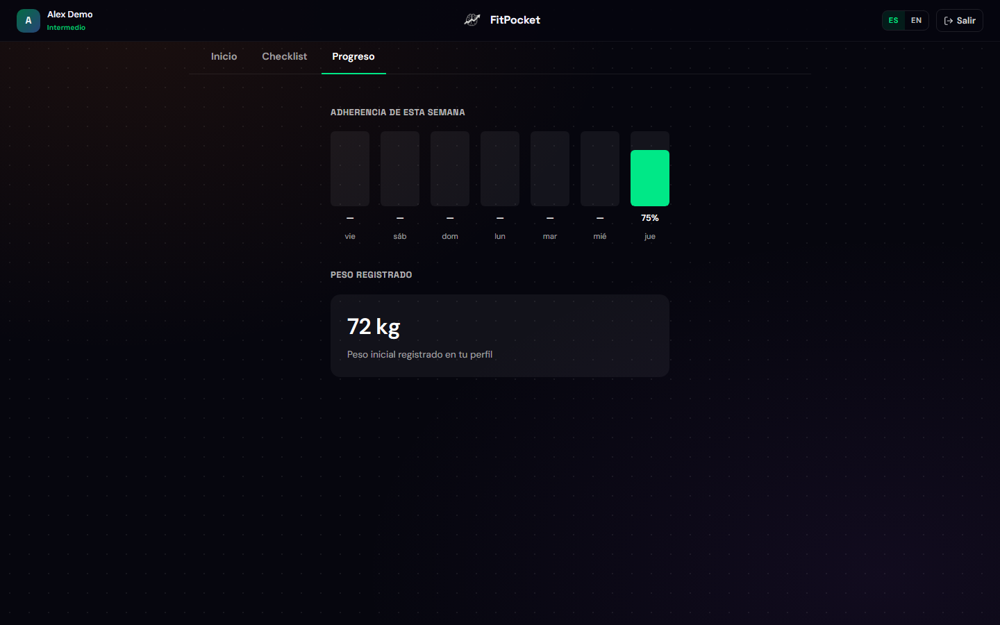 A
Alex Demo
Intermedio
FitPocket
ES EN
Salir
Inicio Checklist Progreso
ADHERENCIA DE ESTA SEMANA
— — — — — — 75%
vie sáb dom lun mar mié jue
PESO REGISTRADO
72 kg
Peso inicial registrado en tu perfil